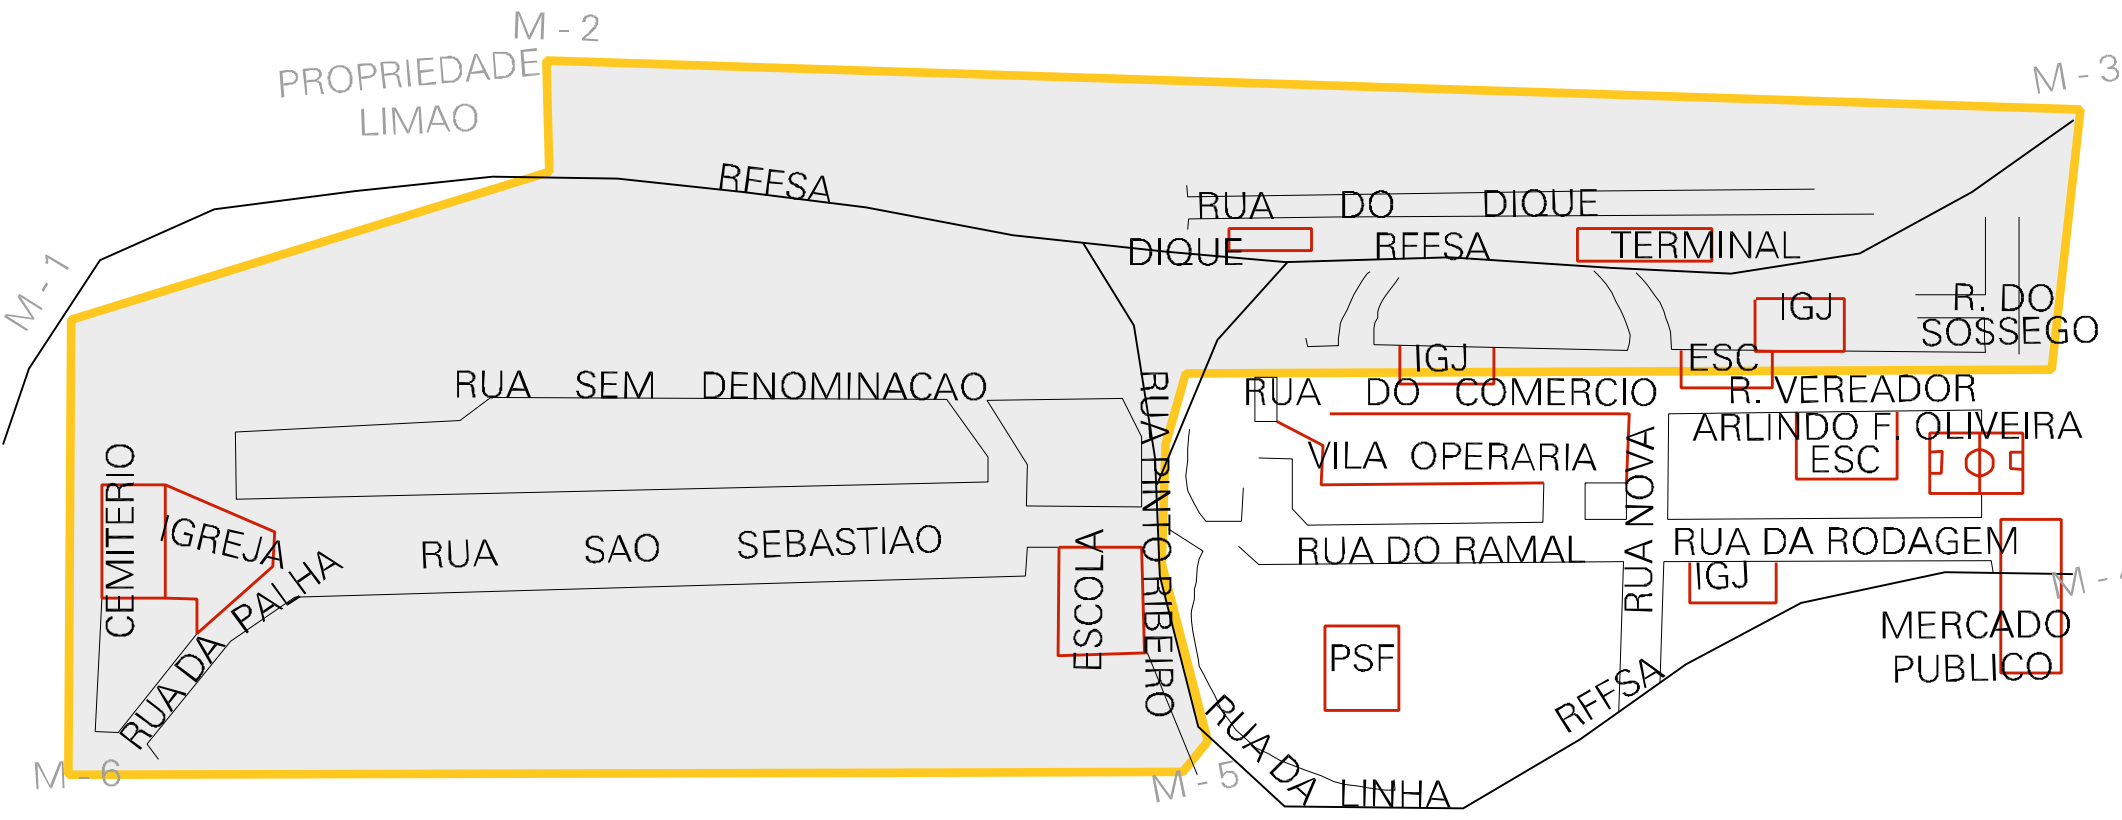 M - 2
PROPRIEDADE
LIMAO
M - 3
M - 1
RFFSA
RUA DO DIQUE
DIQUE
RFFSA
TERMINAL
IGJ
R. DO
SOSSEGO
IGJ
ESC
RUA SEM DENOMINACAO
RUA DO COMERCIO
R. VEREADOR
ARLINDO F. OLIVEIRA
VILA OPERARIA
ESC
RUA PINTO RIBEIRO
RUA NOVA
CEMITERIO
IGREJA
RUA SAO SEBASTIAO
ESCOLA
RUA DO RAMAL
RUA DA RODAGEM
IGJ
M - 4
RUA DA PALHA
MERCADO
PUBLICO
PSF
RFFSA
RUA DA LINHA
M - 6
M - 5